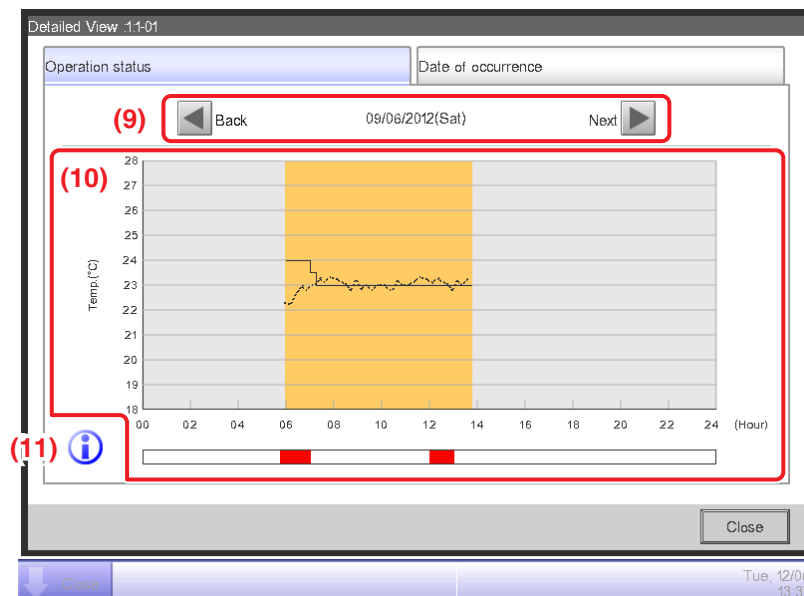 Detailed View :1:1-01
Operation status
Date of occurrence
(9)
Back
09/06/2012(Sat)
Next
(10)
28
27
26
25
24
23
22
21
20
19
18
Temp.(°C)
00 02 04 06 08 10 12 14 16 18 20 22 24 (Hour)
(11)
Close
Close
Tue, 12/0
13:3